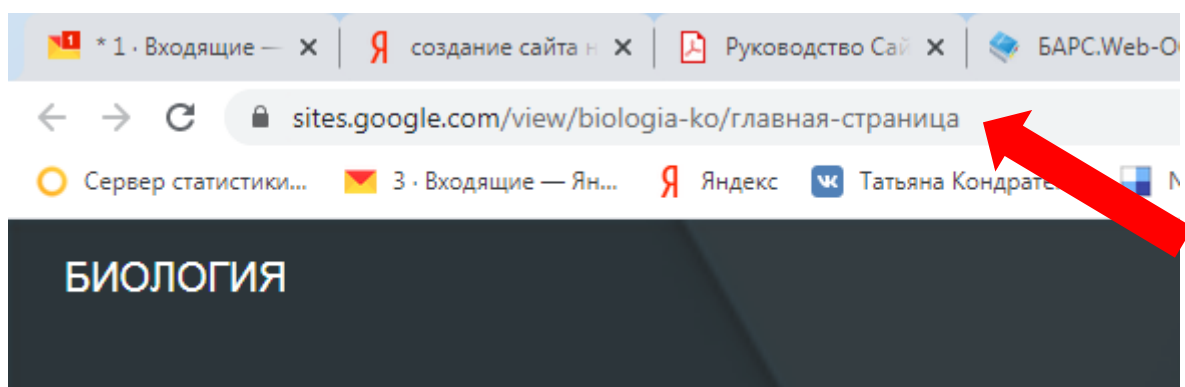 1 * 1 · Входящие — Я создание сайта н Руководство Сай БАРС.Web-О
sites.google.com/view/biologia-ko/главная-страница
Сервер статистики... 3 · Входящие — Ян... Я Яндекс Татьяна Кондрате N
БИОЛОГИЯ